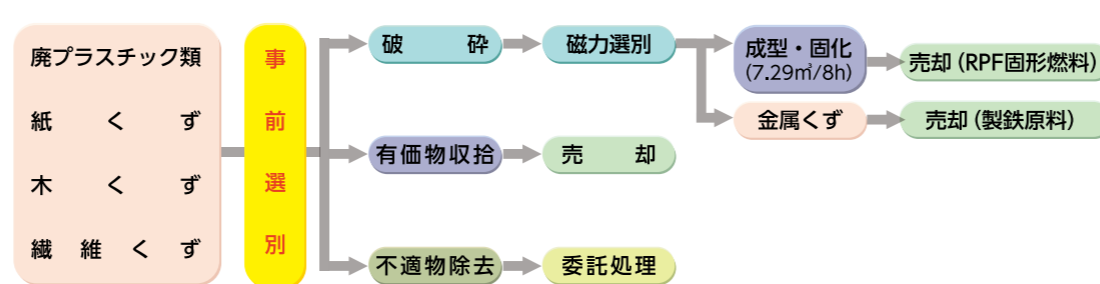 廃プラスチック類
紙くず
木くず
繊維くず
事前選別
破砕
磁力選別
成型・固化
(7.29㎥/8h)
売却(RPF固形燃料)
金属くず
売却(製鉄原料)
有価物収拾
売却
不適物除去
委託処理